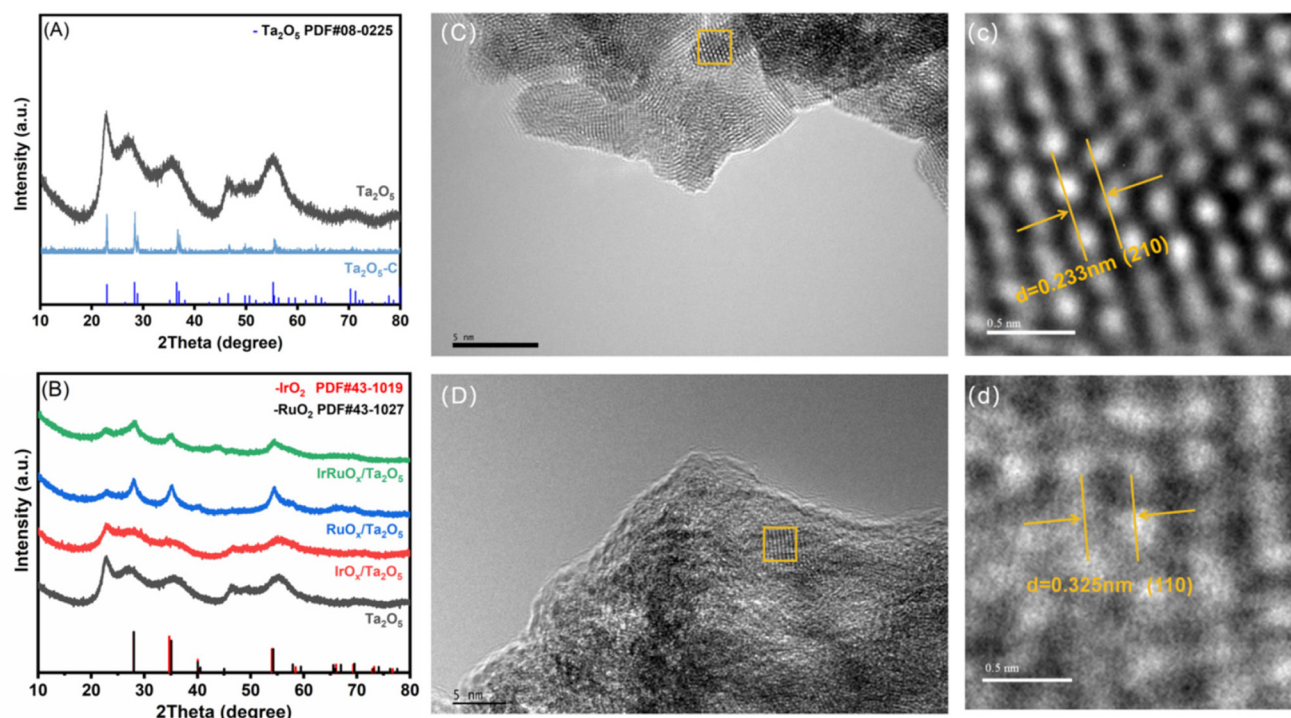 (A)
- Ta₂O₅ PDF#08-0225
Intensity (a.u.)
Ta₂O₅
Ta₂O₅-C
10 20 30 40 50 60 70 80
2Theta (degree)
(B)
-IrO₂ PDF#43-1019
-RuO₂ PDF#43-1027
Intensity (a.u.)
IrRuOₓ/Ta₂O₅
RuOₓ/Ta₂O₅
IrOₓ/Ta₂O₅
Ta₂O₅
10 20 30 40 50 60 70 80
2Theta (degree)
(C)
5 nm
(c)
d=0.233nm (210)
0.5 nm
(D)
5 nm
(d)
d=0.325nm (110)
0.5 nm